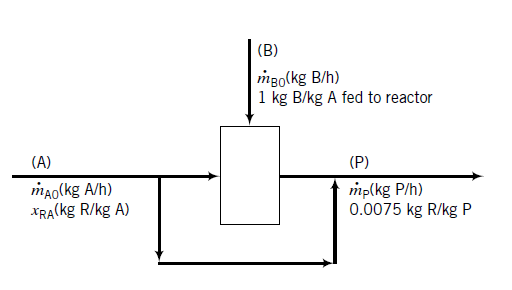 (B)
ṁB0(kg B/h)
1 kg B/kg A fed to reactor
(A)
ṁA0(kg A/h)
xRA(kg R/kg A)
(P)
ṁP(kg P/h)
0.0075 kg R/kg P